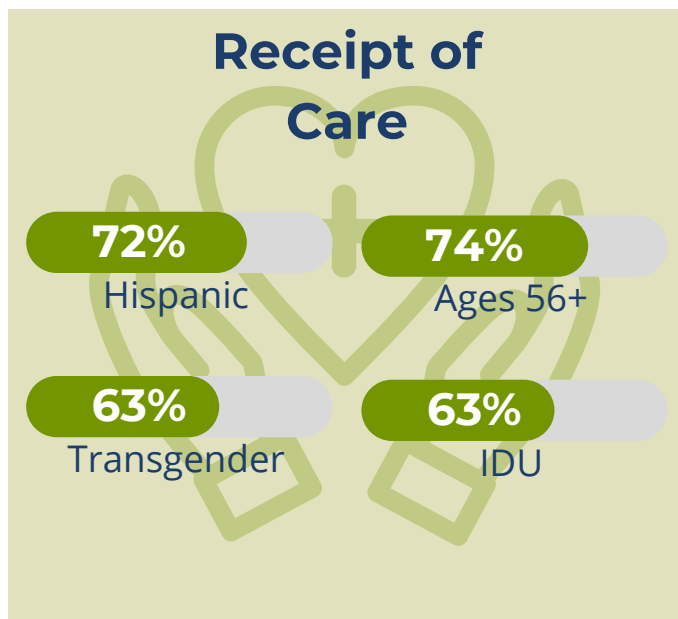 Receipt of
Care
72%
Hispanic
74%
Ages 56+
63%
Transgender
63%
IDU